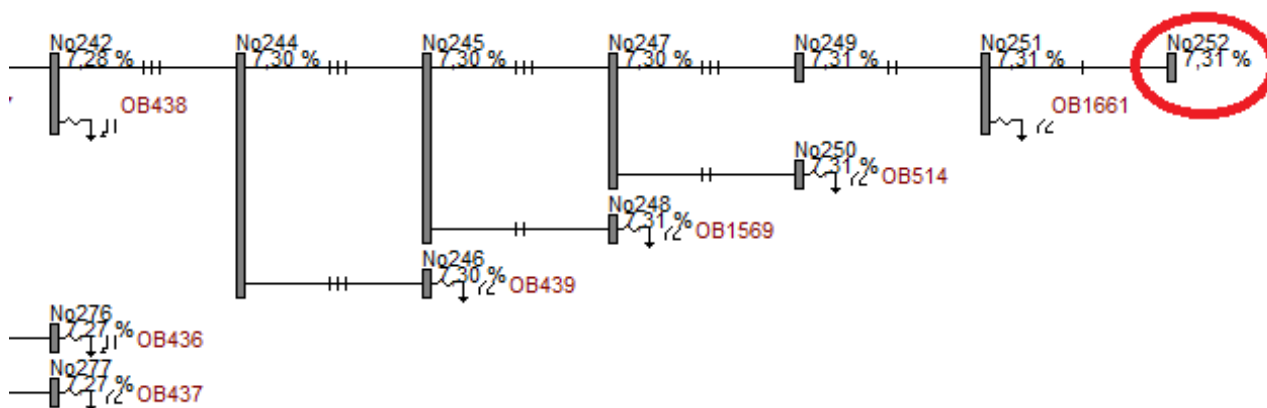 No242
7,28 %
OB438
No244
7,30 %
No245
7,30 %
No247
7,30 %
No249
7,31 %
No251
7,31 %
OB1661
No252
7,31 %
No250
7,31 %
OB514
No248
7,31 %
OB1569
No246
7,30 %
OB439
No276
7,27 %
OB436
No277
7,27 %
OB437